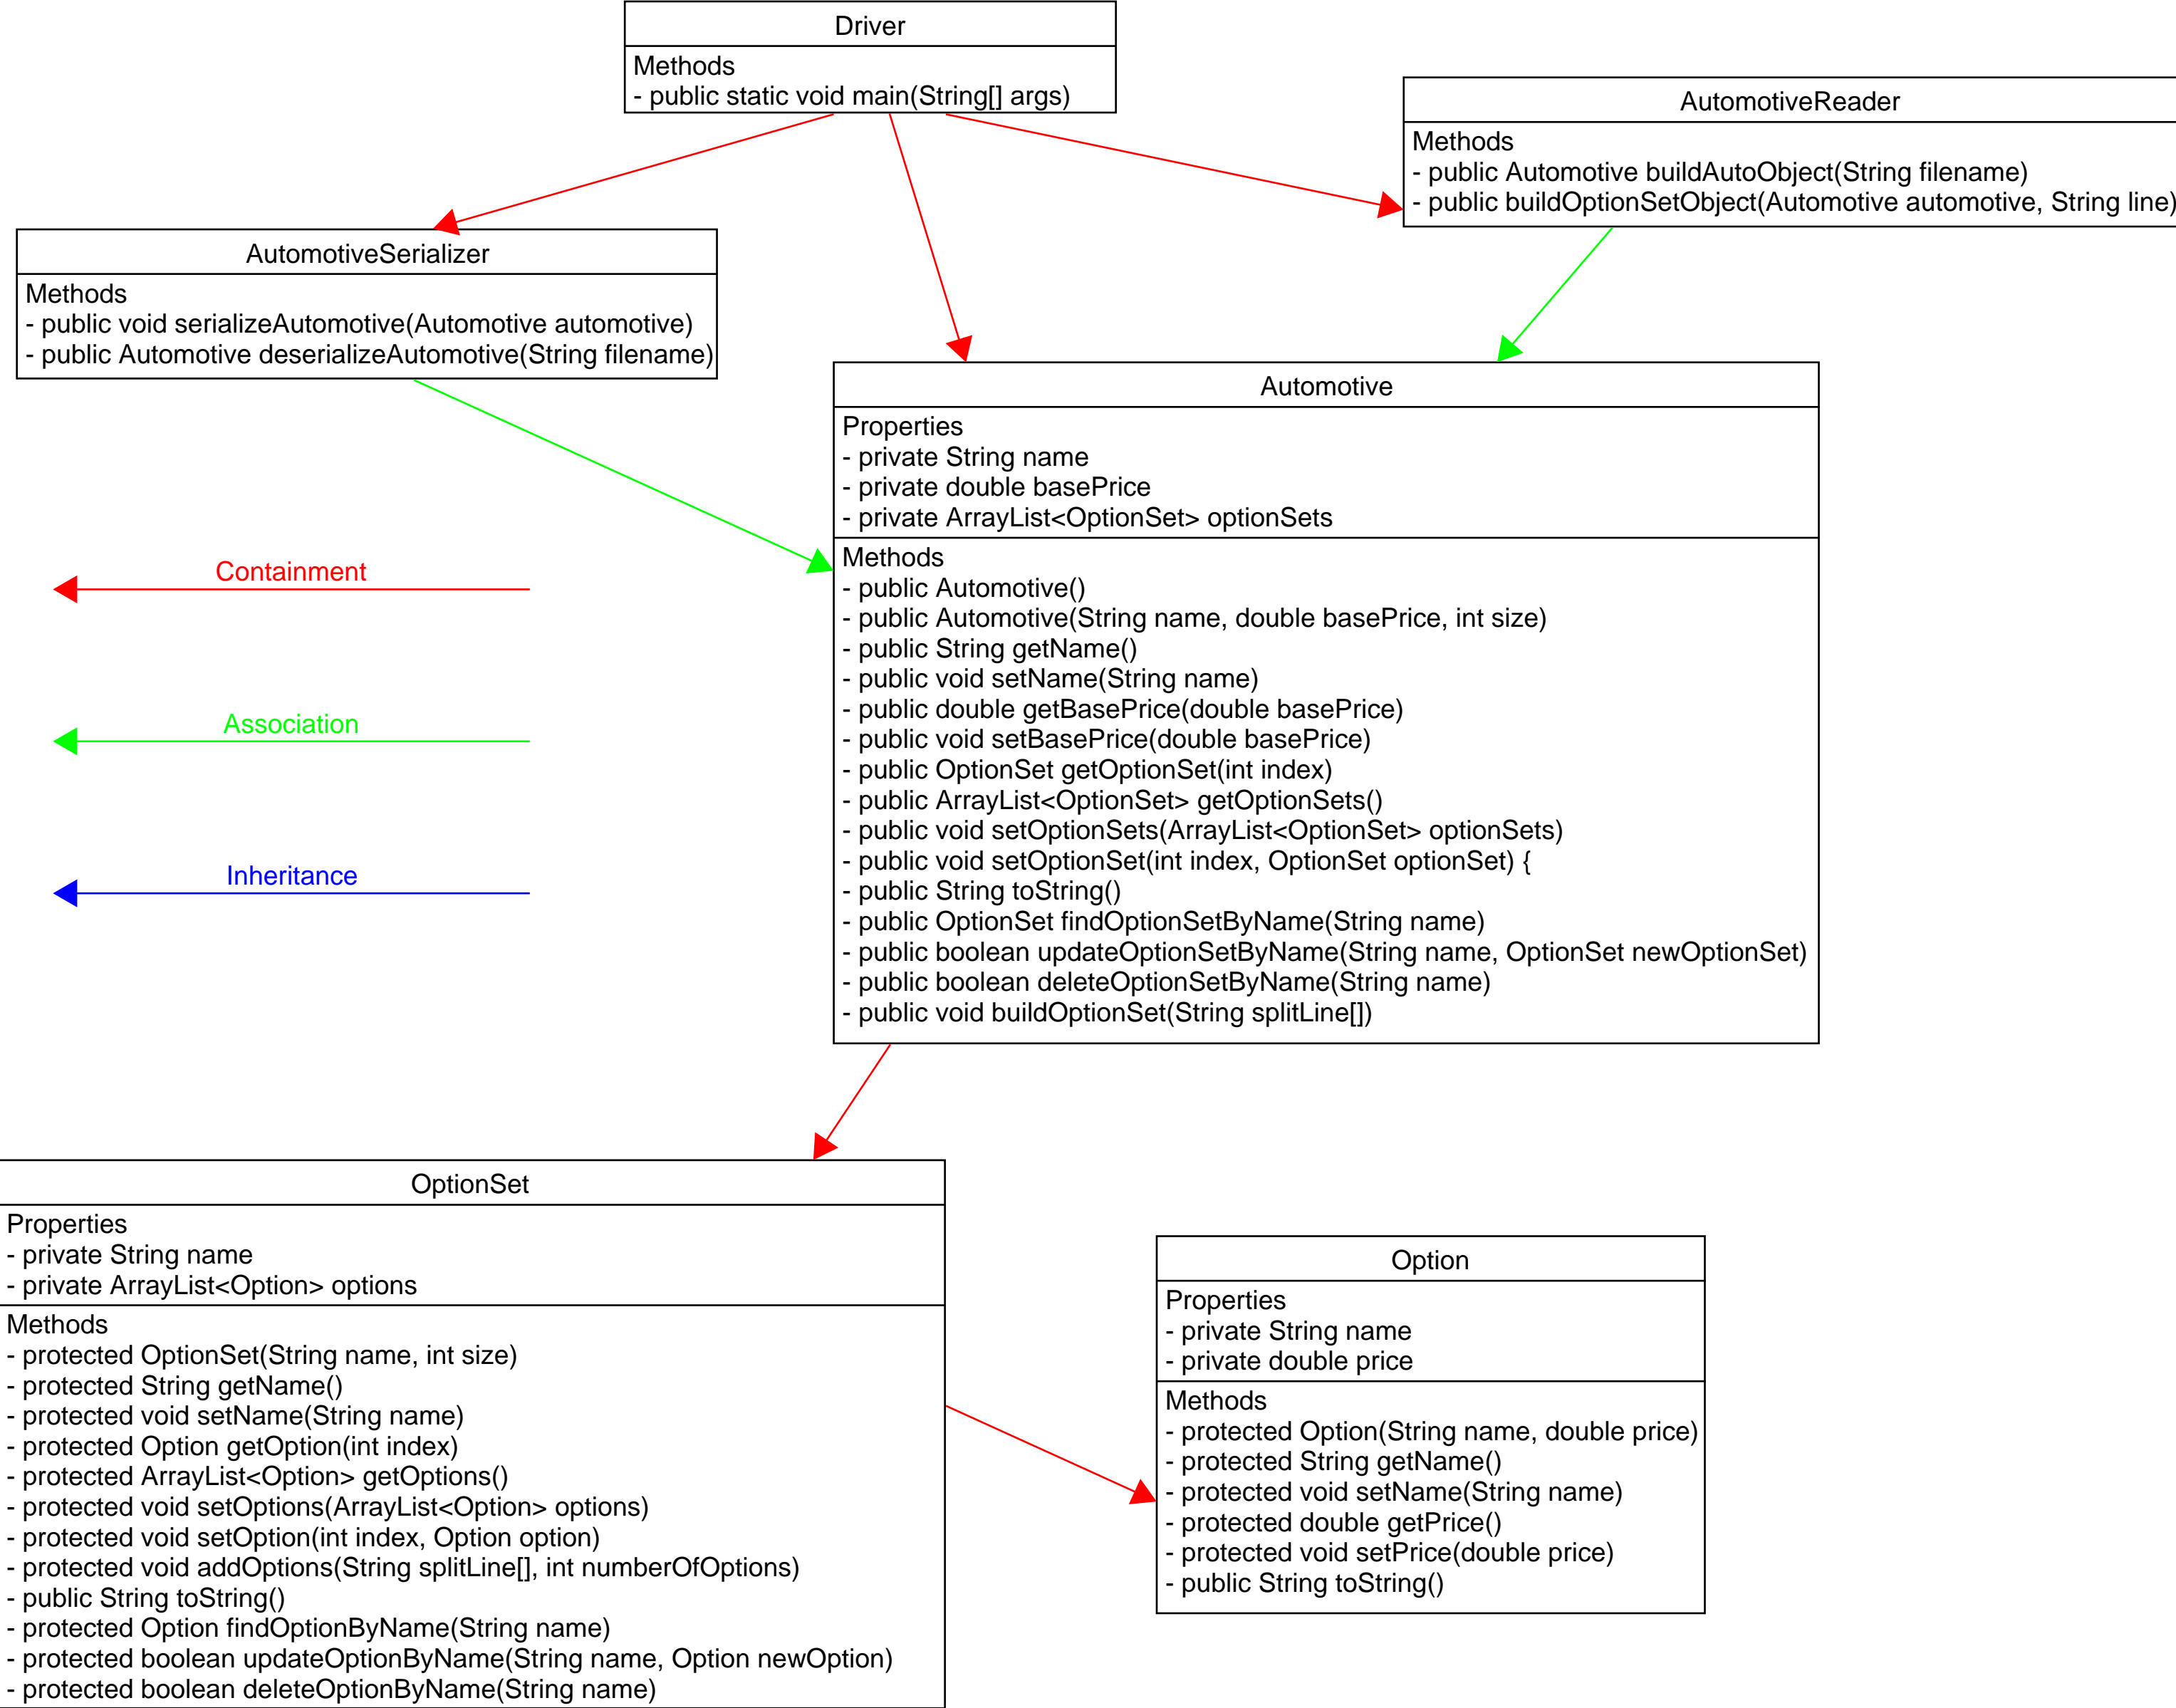 Driver
Methods
- public static void main(String[] args)
AutomotiveReader
Methods
- public Automotive buildAutoObject(String filename)
- public buildOptionSetObject(Automotive automotive, String line)
AutomotiveSerializer
Methods
- public void serializeAutomotive(Automotive automotive)
- public Automotive deserializeAutomotive(String filename)
Automotive
Properties
- private String name
- private double basePrice
- private ArrayList<OptionSet> optionSets
Methods
- public Automotive()
- public Automotive(String name, double basePrice, int size)
- public String getName()
- public void setName(String name)
- public double getBasePrice(double basePrice)
- public void setBasePrice(double basePrice)
- public OptionSet getOptionSet(int index)
- public ArrayList<OptionSet> getOptionSets()
- public void setOptionSets(ArrayList<OptionSet> optionSets)
- public void setOptionSet(int index, OptionSet optionSet) {
- public String toString()
- public OptionSet findOptionSetByName(String name)
- public boolean updateOptionSetByName(String name, OptionSet newOptionSet)
- public boolean deleteOptionSetByName(String name)
- public void buildOptionSet(String splitLine[])
Containment
Association
Inheritance
OptionSet
Properties
- private String name
- private ArrayList<Option> options
Methods
- protected OptionSet(String name, int size)
- protected String getName()
- protected void setName(String name)
- protected Option getOption(int index)
- protected ArrayList<Option> getOptions()
- protected void setOptions(ArrayList<Option> options)
- protected void setOption(int index, Option option)
- protected void addOptions(String splitLine[], int numberOfOptions)
- public String toString()
- protected Option findOptionByName(String name)
- protected boolean updateOptionByName(String name, Option newOption)
- protected boolean deleteOptionByName(String name)
Option
Properties
- private String name
- private double price
Methods
- protected Option(String name, double price)
- protected String getName()
- protected void setName(String name)
- protected double getPrice()
- protected void setPrice(double price)
- public String toString()